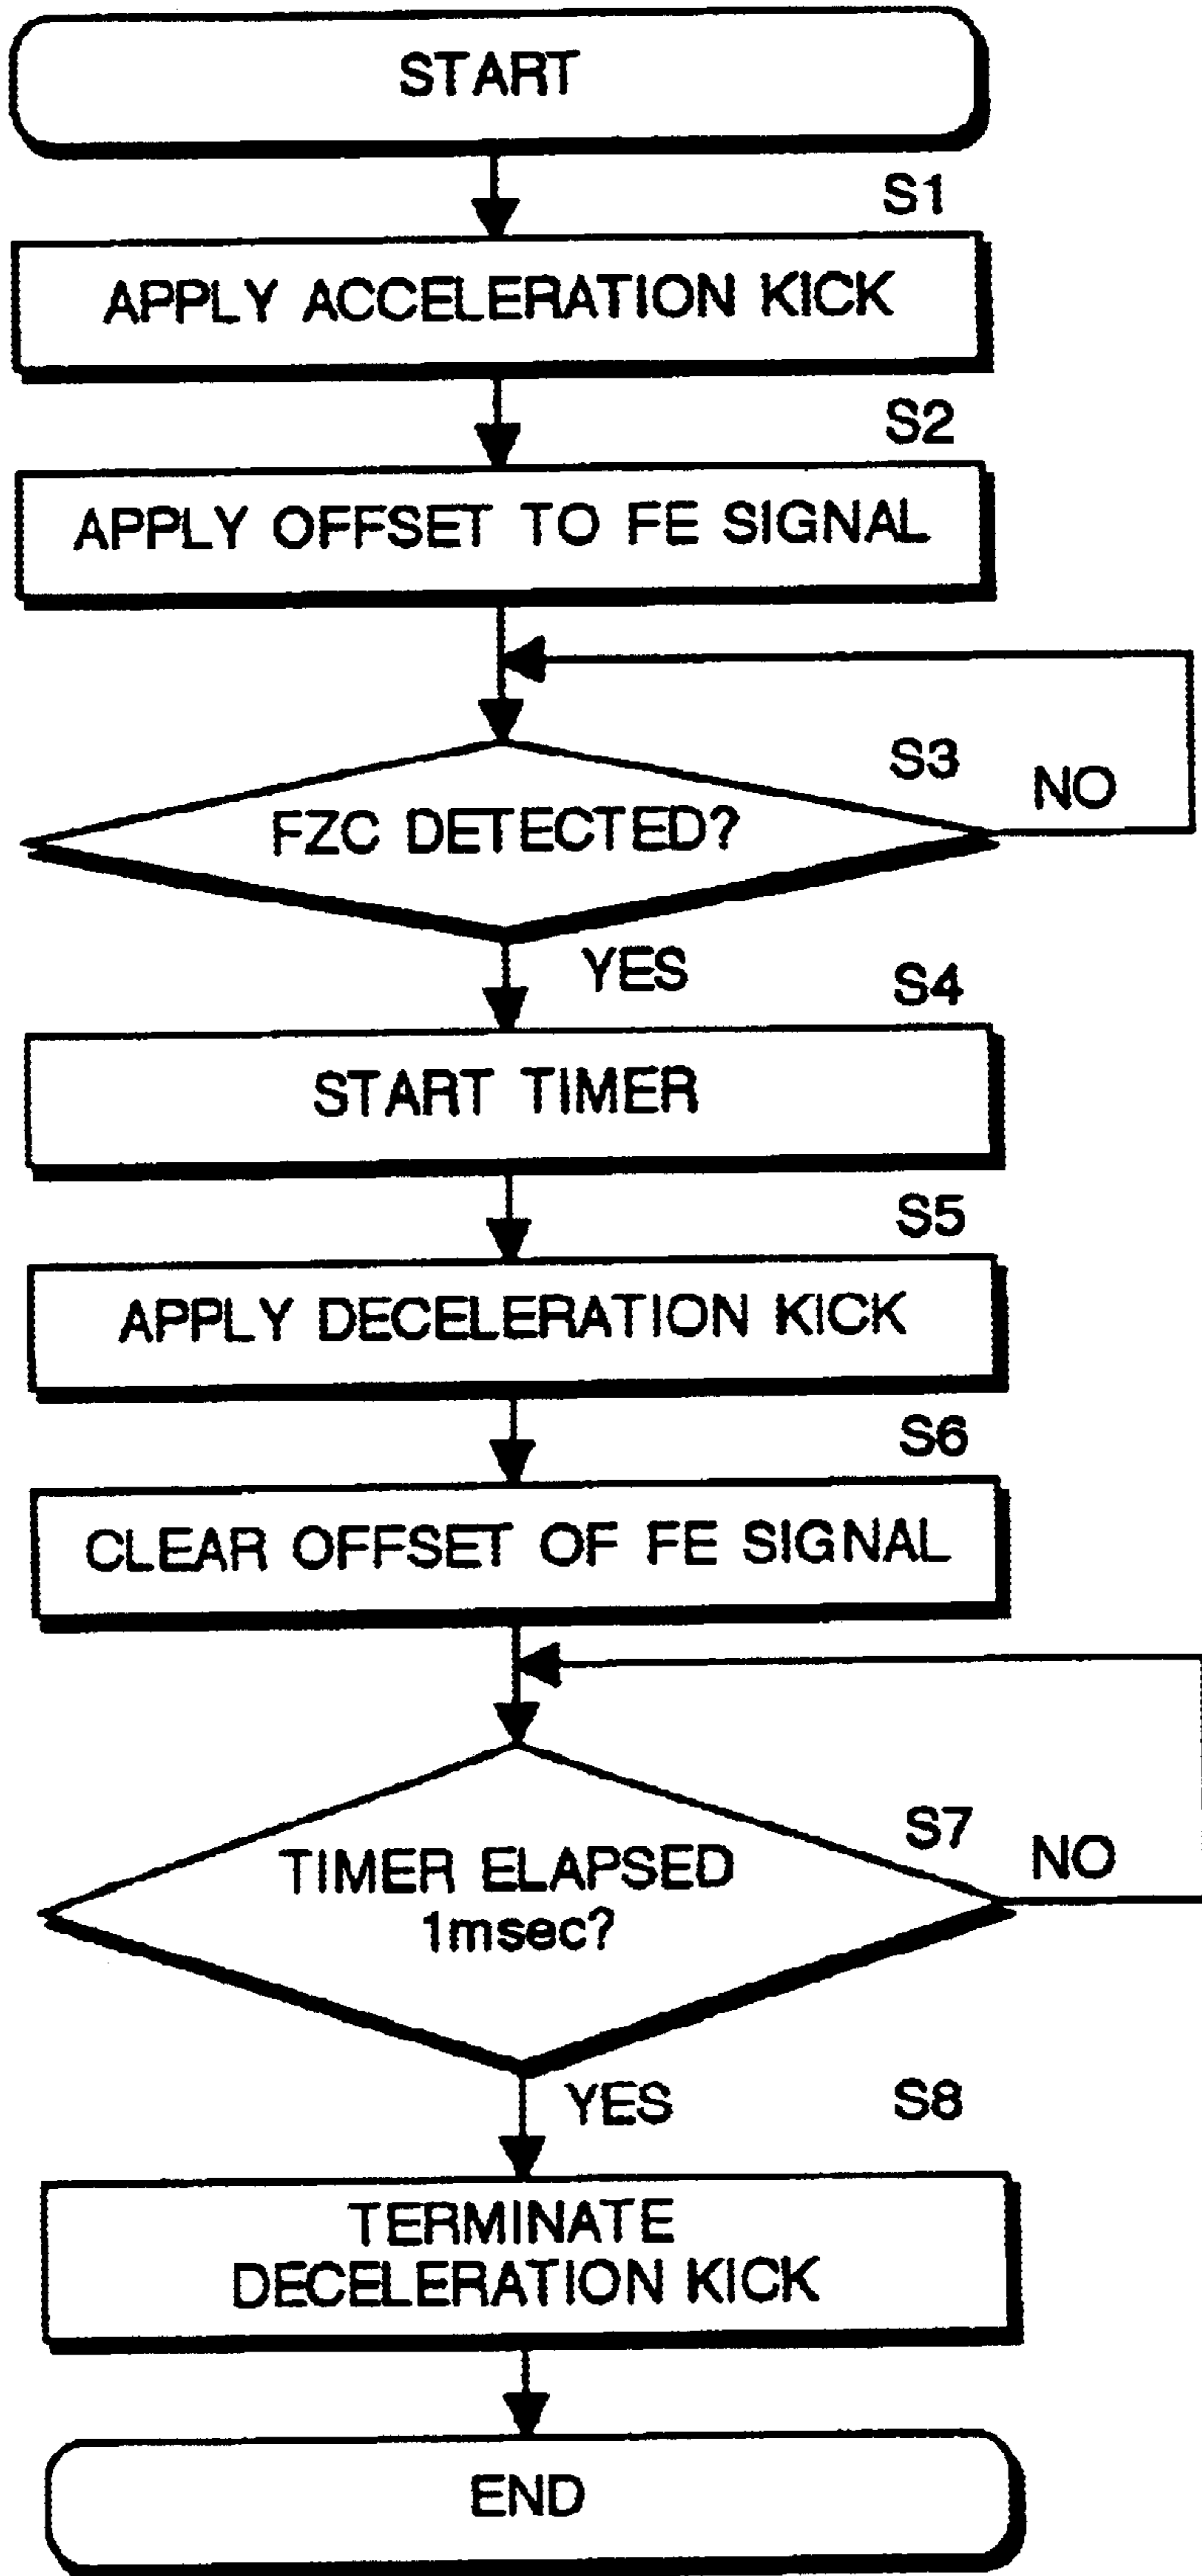 START
S1
APPLY ACCELERATION KICK
S2
APPLY OFFSET TO FE SIGNAL
S3
NO
FZC DETECTED?
YES
S4
START TIMER
S5
APPLY DECELERATION KICK
S6
CLEAR OFFSET OF FE SIGNAL
S7
NO
TIMER ELAPSED
1msec?
YES
S8
TERMINATE
DECELERATION KICK
END